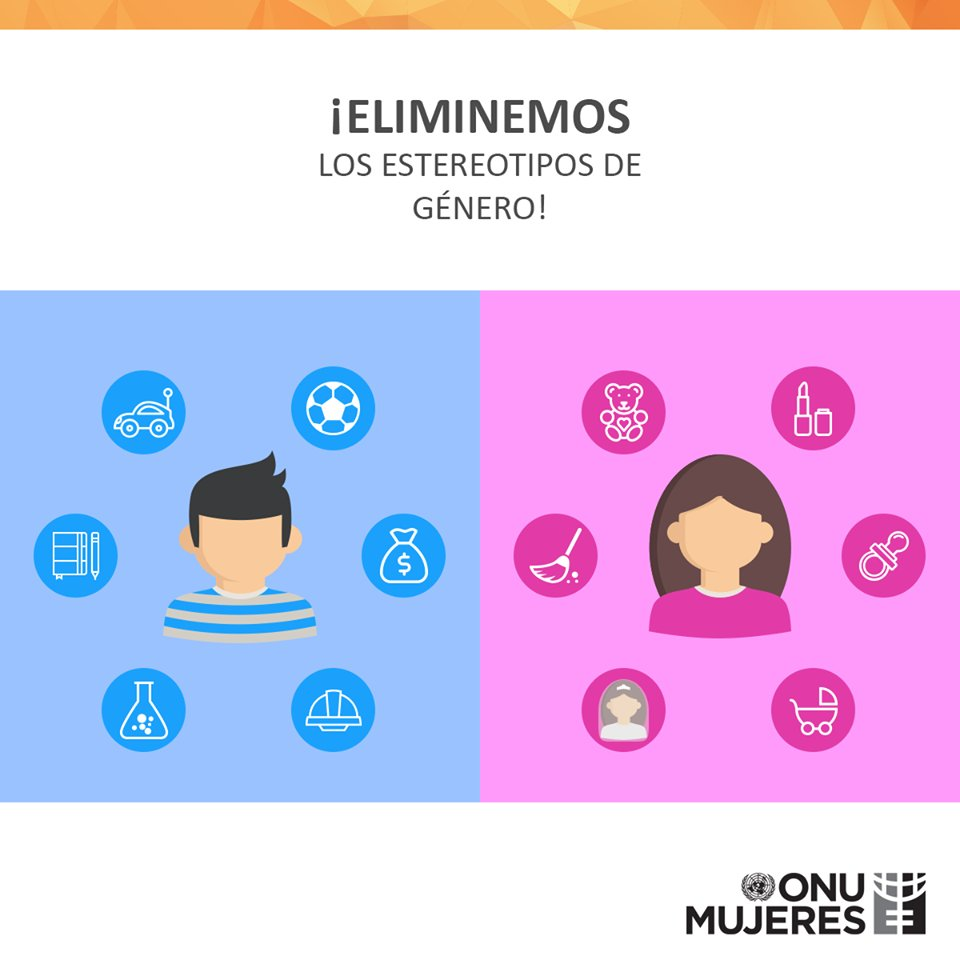 ¡ELIMINEMOS
LOS ESTEREOTIPOS DE
GÉNERO!
$
ONU
MUJERES